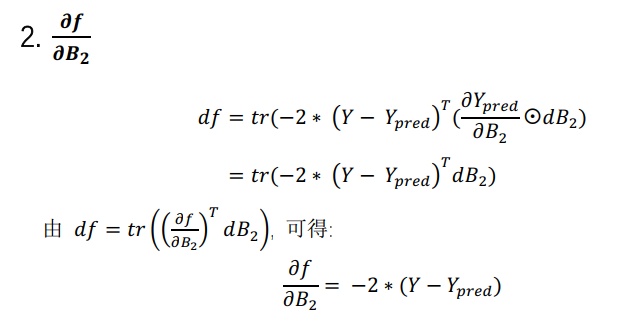 2. ∂f/∂B₂
df = tr(−2 * (Y − Y_pred)^T (∂Y_pred/∂B₂ ⊙ dB₂)
= tr(−2 * (Y − Y_pred)^T dB₂)
由 df = tr((∂f/∂B₂)^T dB₂), 可得:
∂f/∂B₂ = −2 * (Y − Y_pred)